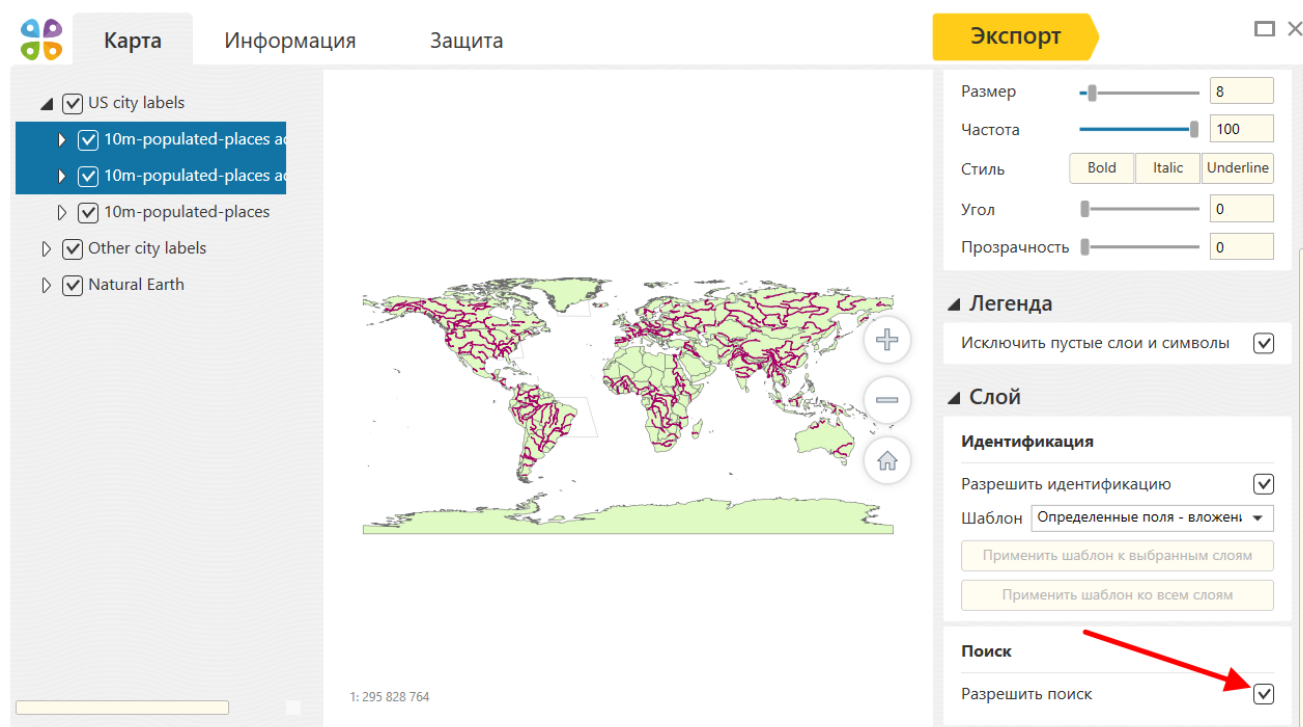 Карта
Информация
Защита
Экспорт
US city labels
10m-populated-places
10m-populated-places
10m-populated-places
Other city labels
Natural Earth
1: 295 828 764
Размер 8
Частота 100
Стиль Bold Italic Underline
Угол 0
Прозрачность 0
Легенда
Исключить пустые слои и символы
Слой
Идентификация
Разрешить идентификацию
Шаблон Определенные поля -
Применить шаблон к выбранным слоям
Применить шаблон ко всем слоям
Поиск
Разрешить поиск